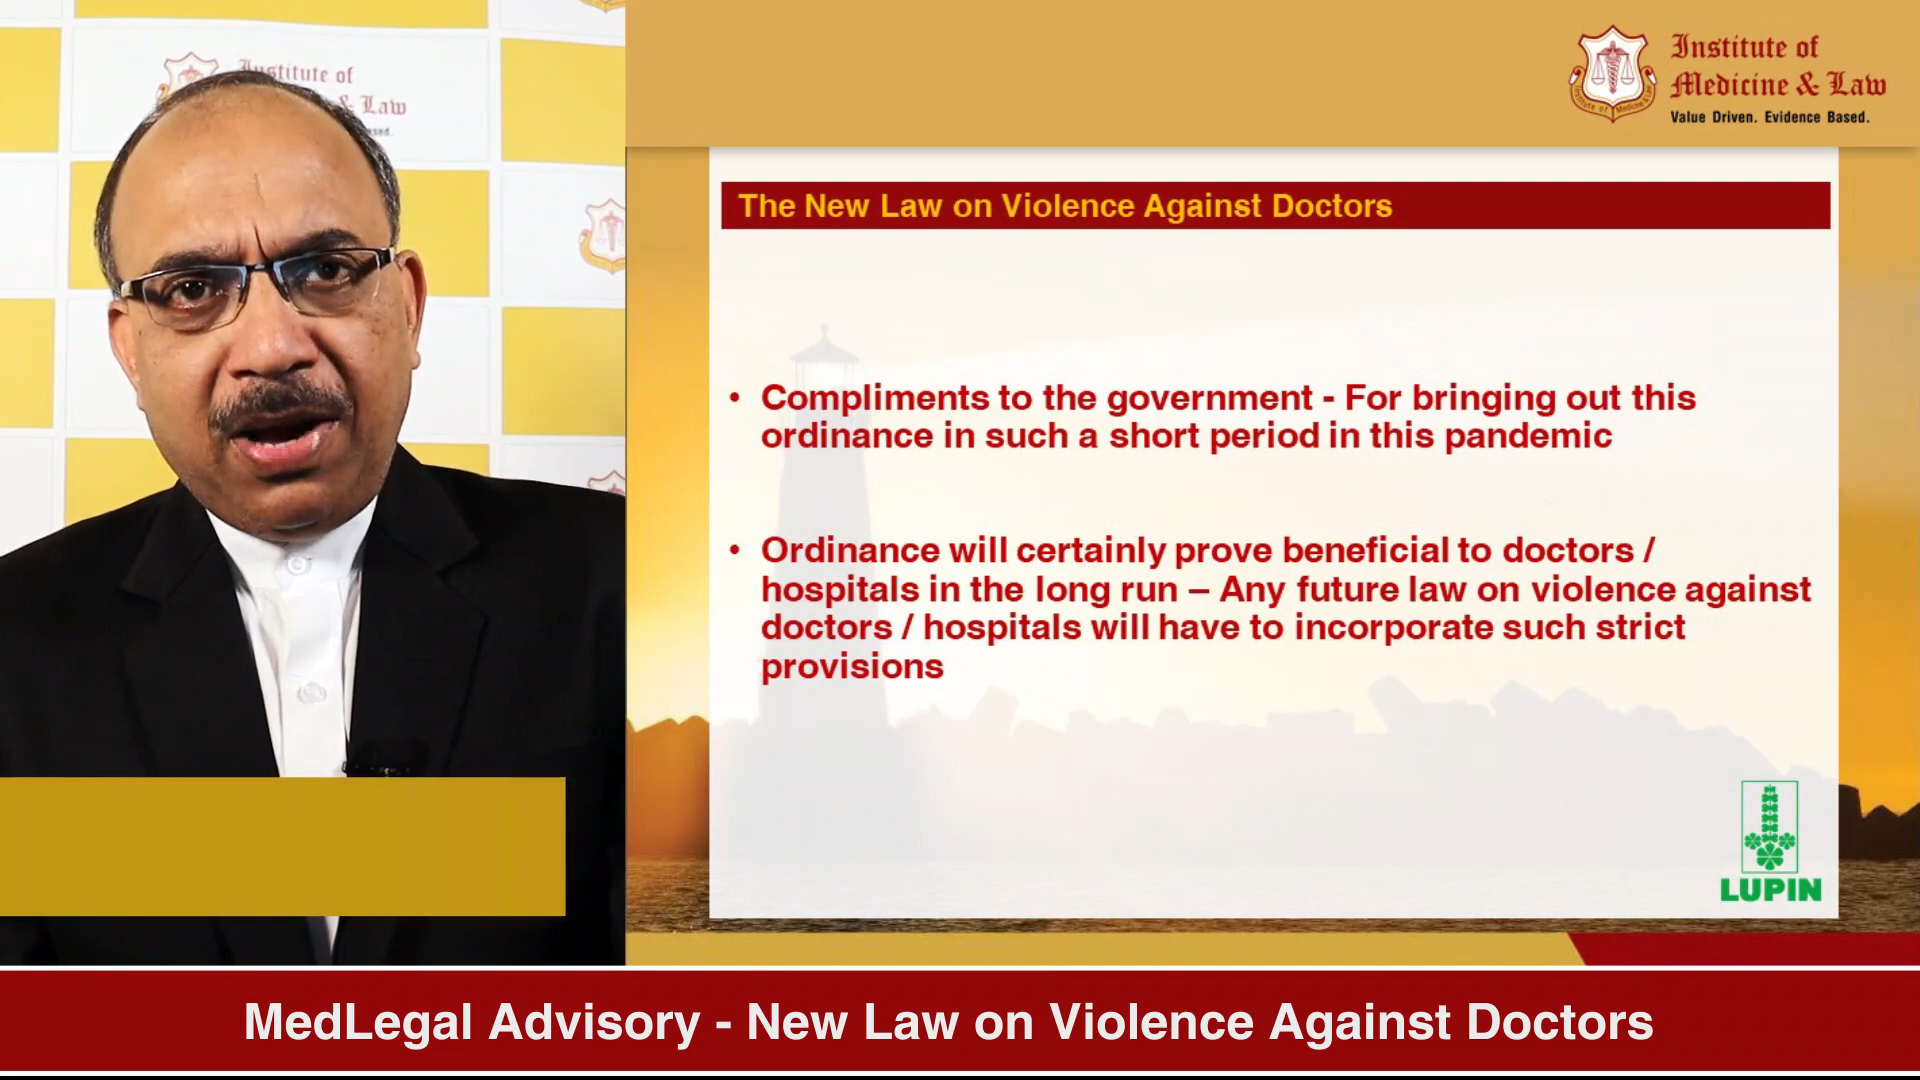 Institute of
& Law
Institute of
Medicine & Law
Value Driven. Evidence Based.
The New Law on Violence Against Doctors
• Compliments to the government - For bringing out this
ordinance in such a short period in this pandemic
• Ordinance will certainly prove beneficial to doctors /
hospitals in the long run – Any future law on violence against
doctors / hospitals will have to incorporate such strict
provisions
LUPIN
MedLegal Advisory - New Law on Violence Against Doctors